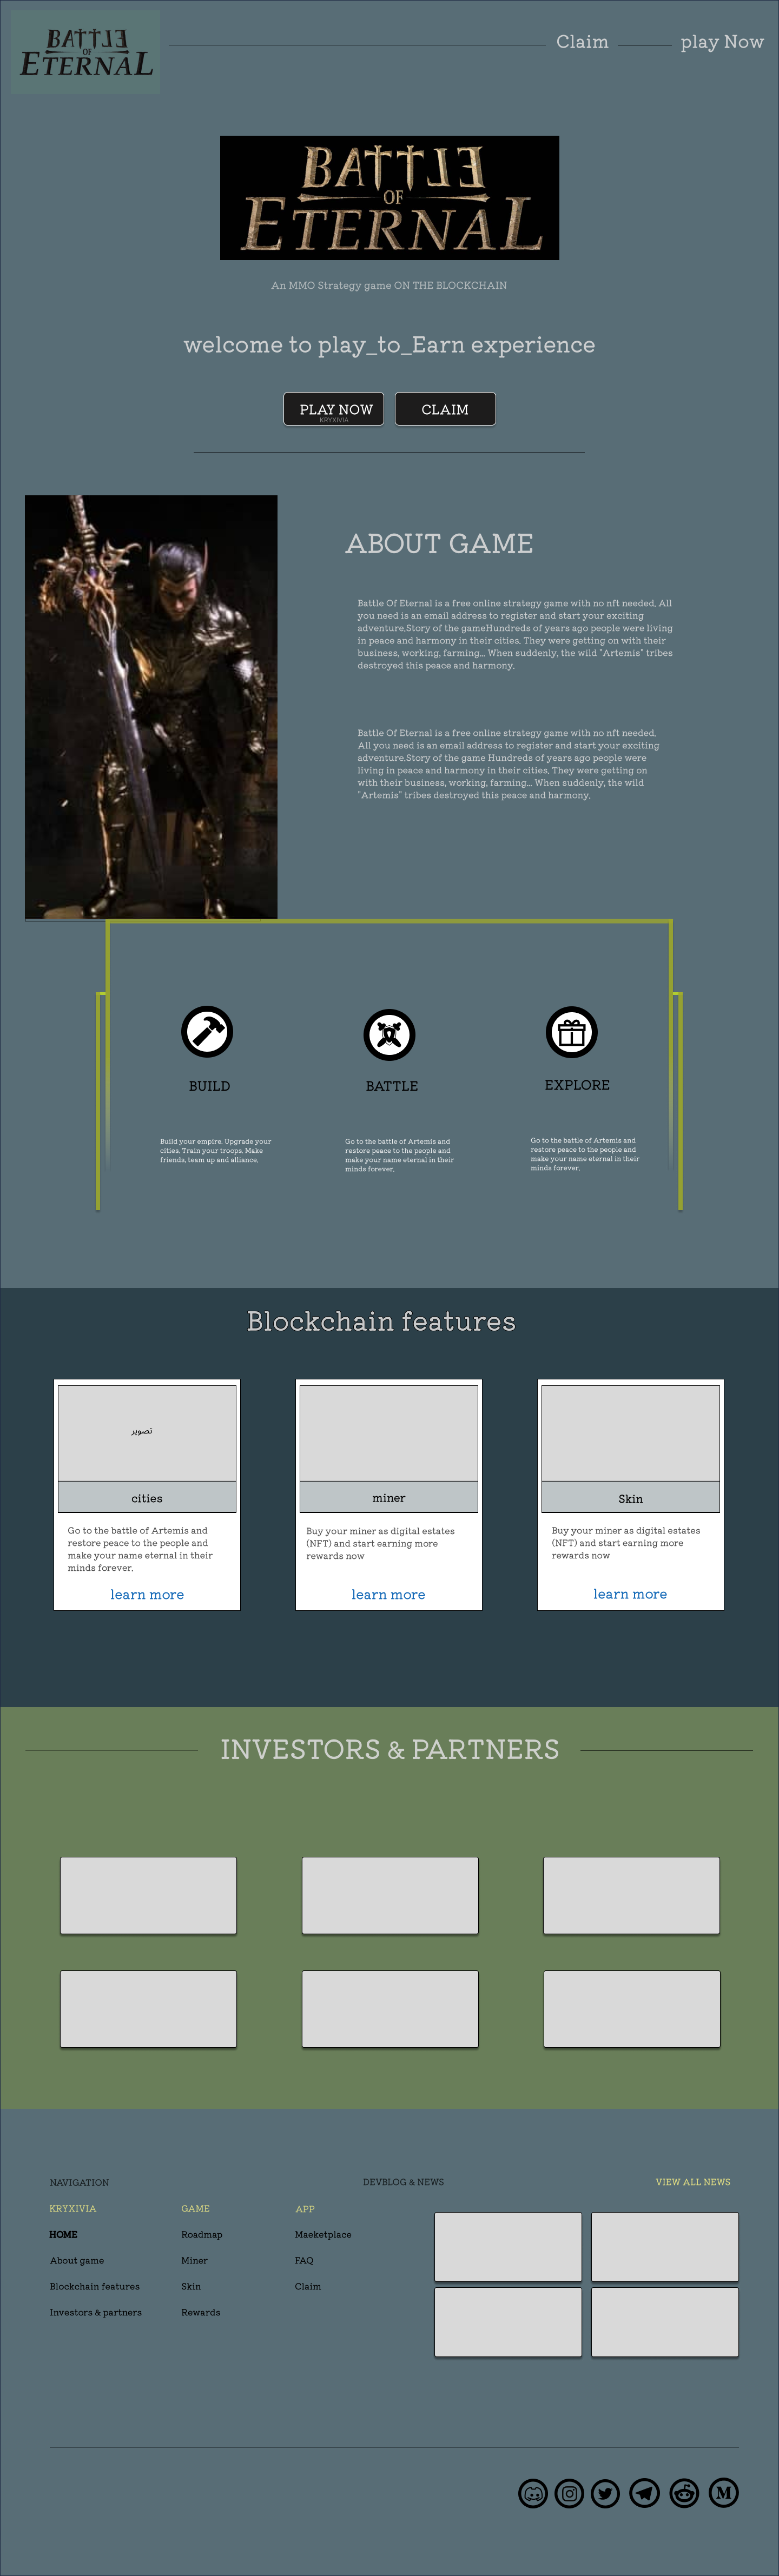 BATTLE
OF
ETERNAL
Claim
play Now
BATTLE
OF
ETERNAL
An MMO Strategy game ON THE BLOCKCHAIN
welcome to play_to_Earn experience
PLAY NOW
KRYXIVIA
CLAIM
ABOUT GAME
Battle Of Eternal is a free online strategy game with no nft needed. All
you need is an email address to register and start your exciting
adventure.Story of the gameHundreds of years ago people were living
in peace and harmony in their cities. They were getting on with their
business, working, farming... When suddenly, the wild "Artemis" tribes
destroyed this peace and harmony.
Battle Of Eternal is a free online strategy game with no nft needed.
All you need is an email address to register and start your exciting
adventure.Story of the game Hundreds of years ago people were
living in peace and harmony in their cities. They were getting on
with their business, working, farming... When suddenly, the wild
"Artemis" tribes destroyed this peace and harmony.
BUILD
Build your empire. Upgrade your
cities. Train your troops, Make
friends, team up and alliance.
BATTLE
Go to the battle of Artemis and
restore peace to the people and
make your name eternal in their
minds forever.
EXPLORE
Go to the battle of Artemis and
restore peace to the people and
make your name eternal in their
minds forever.
Blockchain features
تصویر
cities
Go to the battle of Artemis and
restore peace to the people and
make your name eternal in their
minds forever.
learn more
miner
Buy your miner as digital estates
(NFT) and start earning more
rewards now
learn more
Skin
Buy your miner as digital estates
(NFT) and start earning more
rewards now
learn more
INVESTORS & PARTNERS
NAVIGATION
KRYXIVIA
HOME
About game
Blockchain features
Investors & partners
GAME
Roadmap
Miner
Skin
Rewards
APP
Maeketplace
FAQ
Claim
DEVBLOG & NEWS
VIEW ALL NEWS
M